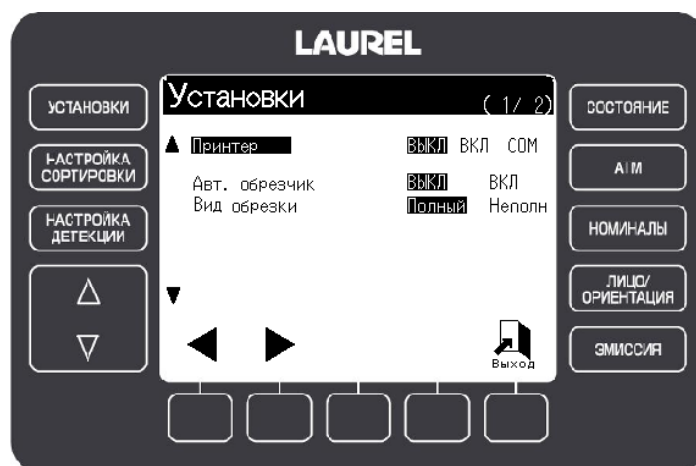 LAUREL
УСТАНОВКИ
НАСТРОЙКА
СОРТИРОВКИ
НАСТРОЙКА
ДЕТЕКЦИИ
Установки ( 1/ 2)
Принтер ВЫКЛ ВКЛ COM
Авт. обрезчик ВЫКЛ ВКЛ
Вид обрезки Полный Неполн
Выход
СОСТОЯНИЕ
AIM
НОМИНАЛЫ
ЛИЦО/
ОРИЕНТАЦИЯ
ЭМИССИЯ